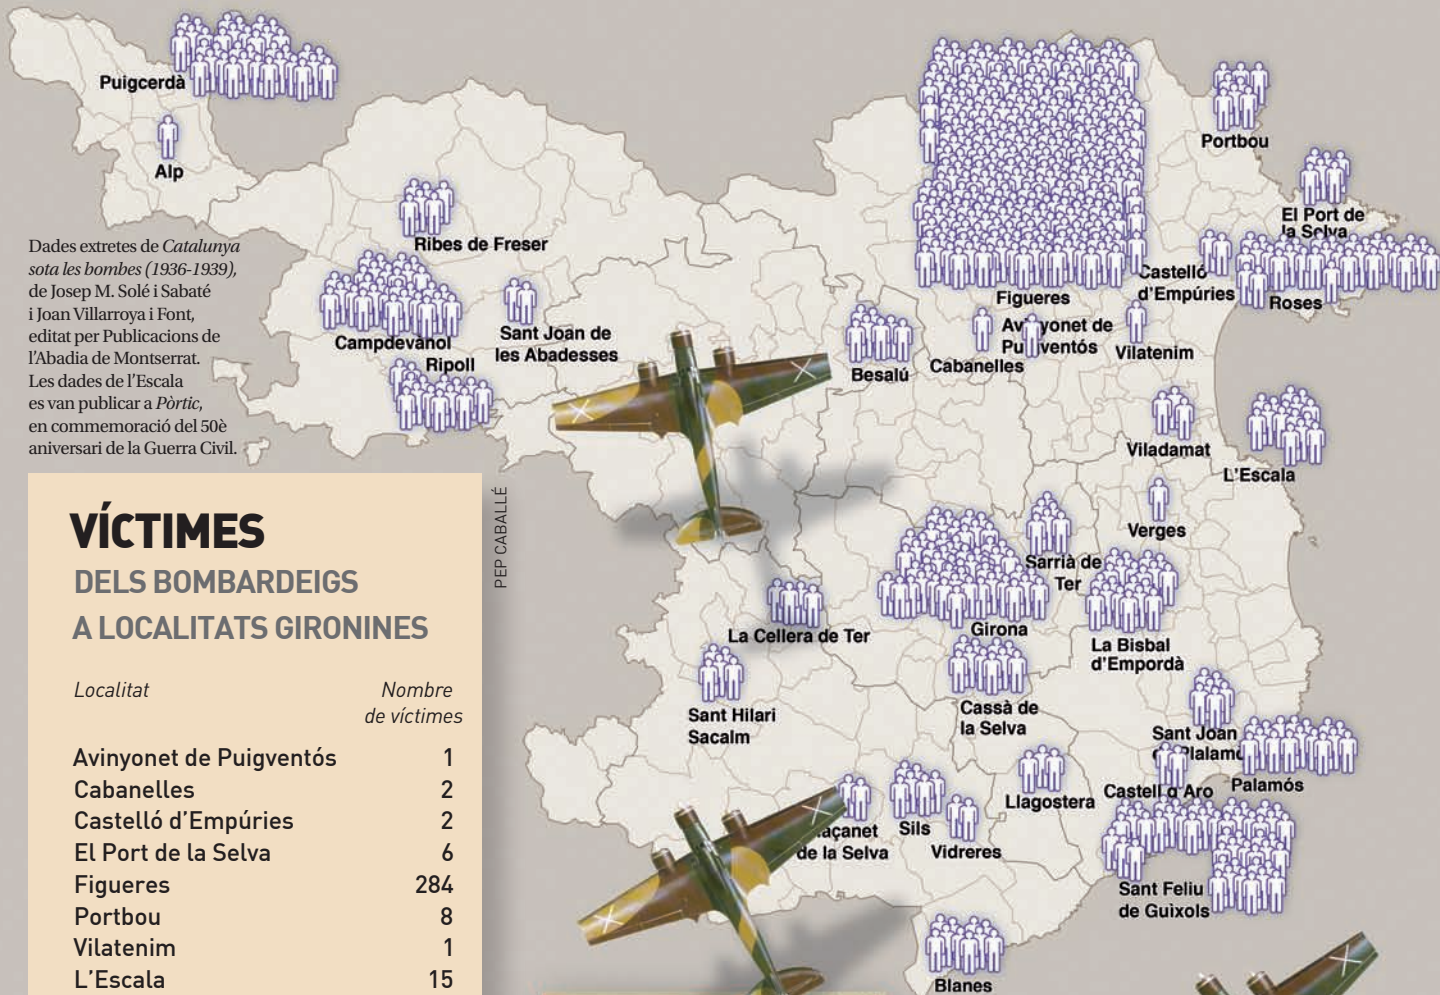 Puigcerdà
Alp
Ribes de Freser
Campdevànol
Ripoll
Sant Joan de
les Abadesses
Besalú
Figueres
Portbou
El Port de
la Selva
Castelló
d'Empúries
Roses
Cabanelles
Avinyonet de
Puigventós
Vilatenim
Viladamat
L'Escala
Verges
Sarrià de
Ter
Girona
La Bisbal
d'Empordà
La Cellera de Ter
Sant Hilari
Sacalm
Cassà de
la Selva
Sant Joan
Palamós
Castell d'Aro
Llagostera
Sils
Vidreres
de la Selva
Sant Feliu
de Guixols
Blanes
Dades extretes de Catalunya
sota les bombes (1936-1939),
de Josep M. Solé i Sabaté
i Joan Villarroya i Font,
editat per Publicacions de
l'Abadia de Montserrat.
Les dades de l'Escala
es van publicar a Pòrtic,
en commemoració del 50è
aniversari de la Guerra Civil.
PEP CABALLÉ
VÍCTIMES
DELS BOMBARDEIGS
A LOCALITATS GIRONINES
Localitat Nombre
de víctimes
Avinyonet de Puigventós 1
Cabanelles 2
Castelló d'Empúries 2
El Port de la Selva 6
Figueres 284
Portbou 8
Vilatenim 1
L'Escala 15